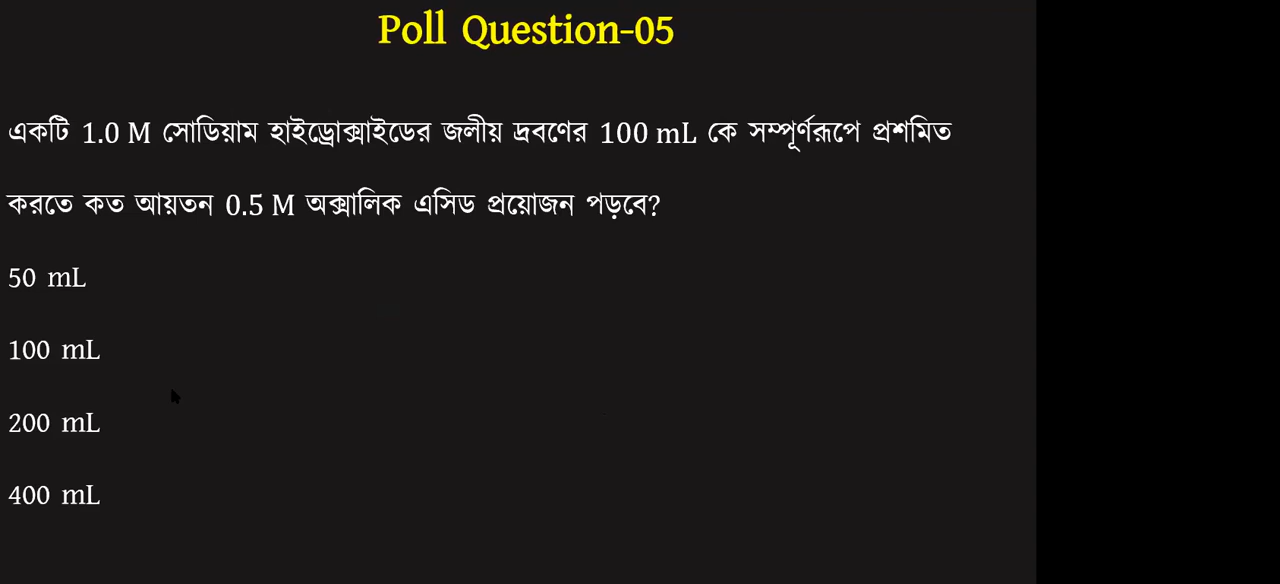 Poll Question-05
একটি 1.0 M সোডিয়াম হাইড্রোক্সাইডের জলীয় দ্রবণের 100 mL কে সম্পূর্ণরূপে প্রশমিত
করতে কত আয়তন 0.5 M অক্সালিক এসিড প্রয়োজন পড়বে?
50 mL
100 mL
200 mL
400 mL